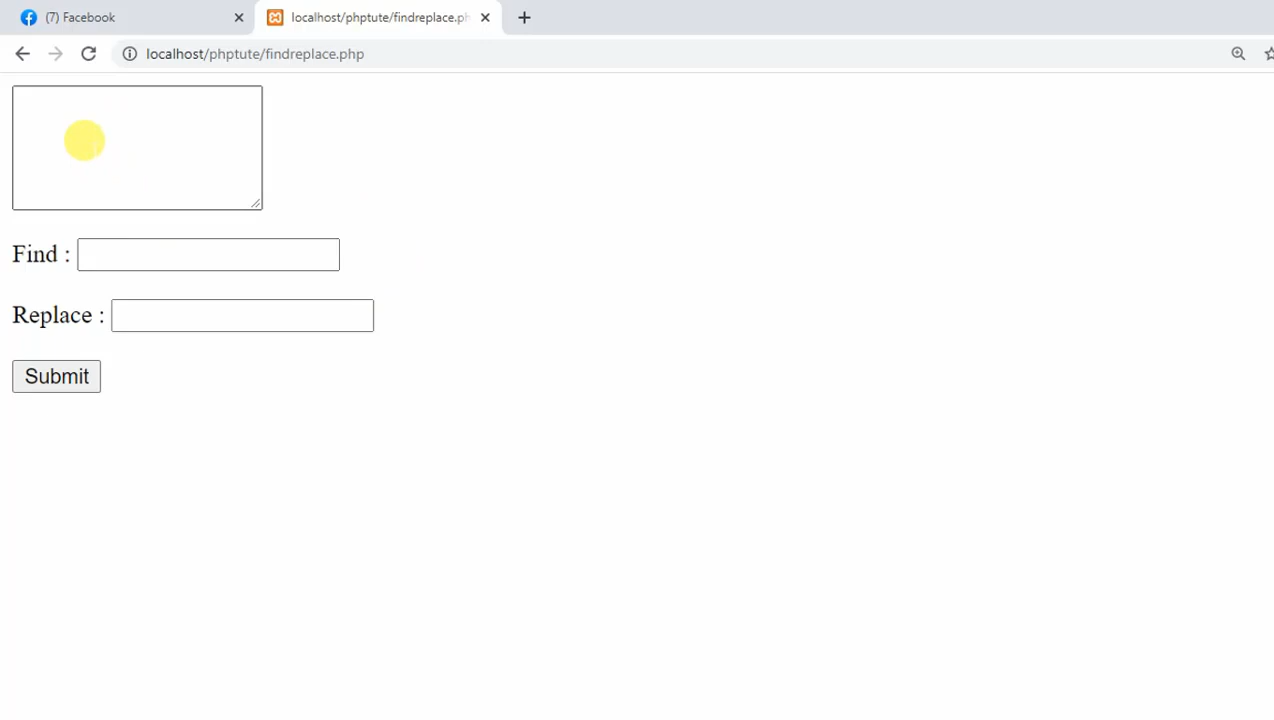 (7) Facebook
localhost/phptute/findreplace.ph
localhost/phptute/findreplace.php
Find :
Replace :
Submit